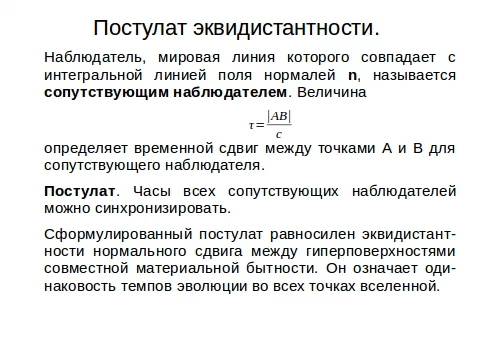 Постулат эквидистантности.
Наблюдатель, мировая линия которого совпадает с
интегральной линией поля нормалей n, называется
сопутствующим наблюдателем. Величина
τ = |AB| / c
определяет временной сдвиг между точками A и B для
сопутствующего наблюдателя.
Постулат. Часы всех сопутствующих наблюдателей
можно синхронизировать.
Сформулированный постулат равносилен эквидистант-
ности нормального сдвига между гиперповерхностями
совместной материальной бытности. Он означает оди-
наковость темпов эволюции во всех точках вселенной.